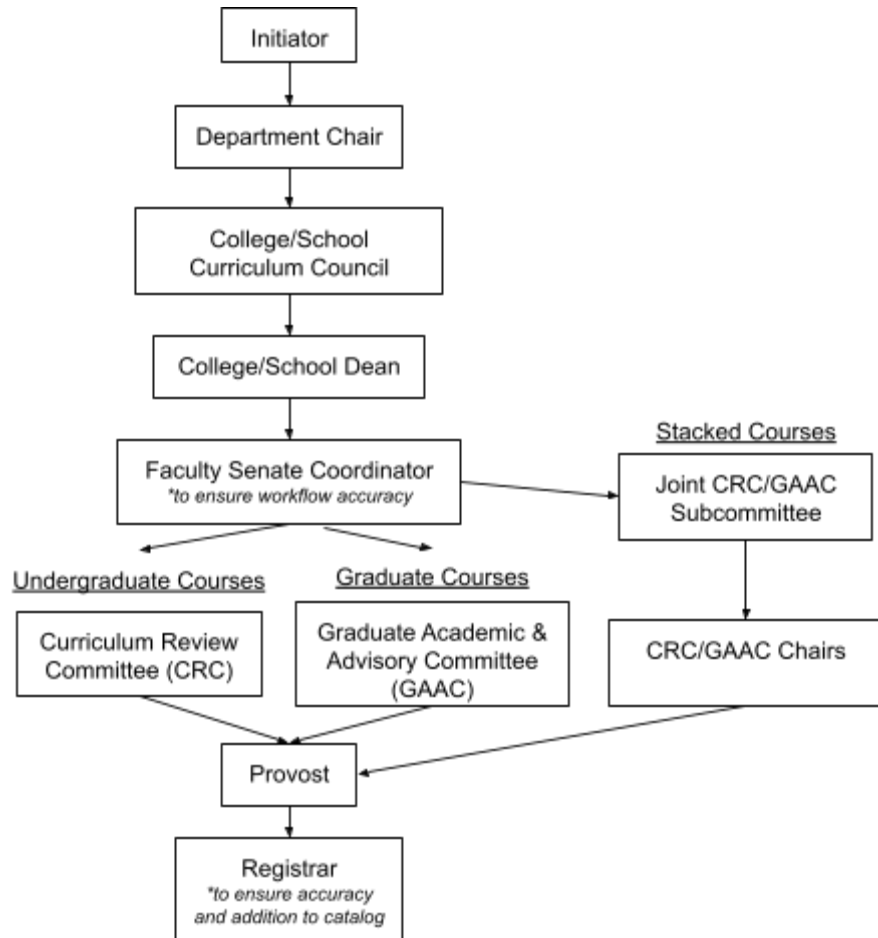 Initiator
Department Chair
College/School
Curriculum Council
College/School Dean
Faculty Senate Coordinator
*to ensure workflow accuracy
Stacked Courses
Joint CRC/GAAC
Subcommittee
Undergraduate Courses
Graduate Courses
Curriculum Review
Committee (CRC)
Graduate Academic &
Advisory Committee
(GAAC)
CRC/GAAC Chairs
Provost
Registrar
*to ensure accuracy
and addition to catalog